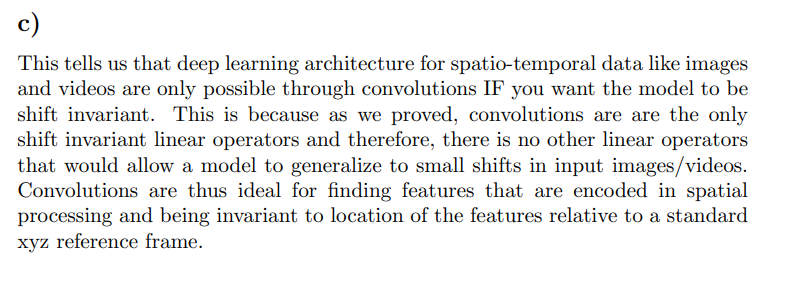 c)
This tells us that deep learning architecture for spatio-temporal data like images
and videos are only possible through convolutions IF you want the model to be
shift invariant. This is because as we proved, convolutions are are the only
shift invariant linear operators and therefore, there is no other linear operators
that would allow a model to generalize to small shifts in input images/videos.
Convolutions are thus ideal for finding features that are encoded in spatial
processing and being invariant to location of the features relative to a standard
xyz reference frame.